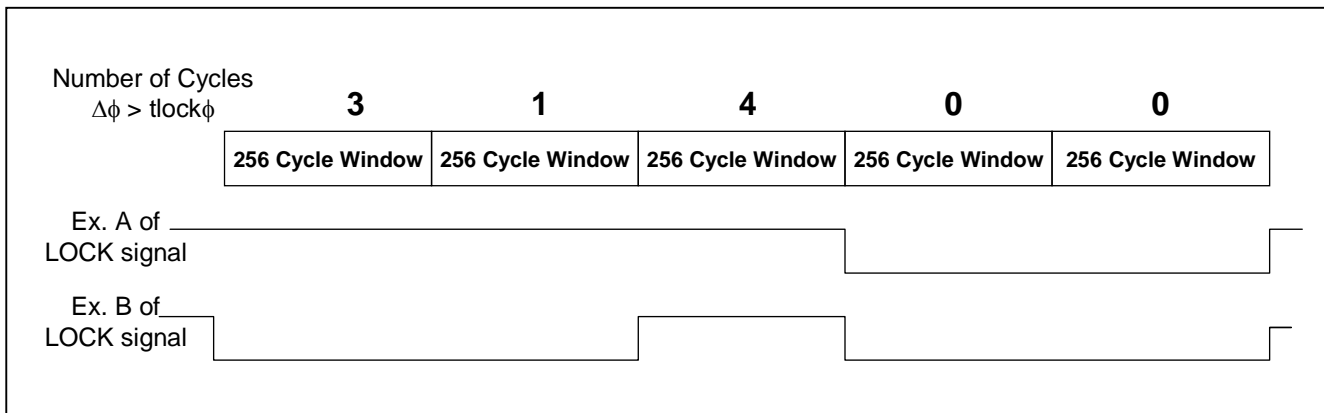 Number of Cycles
Δϕ > tlockϕ
3 1 4 0 0
256 Cycle Window 256 Cycle Window 256 Cycle Window 256 Cycle Window 256 Cycle Window
Ex. A of
LOCK signal
Ex. B of
LOCK signal